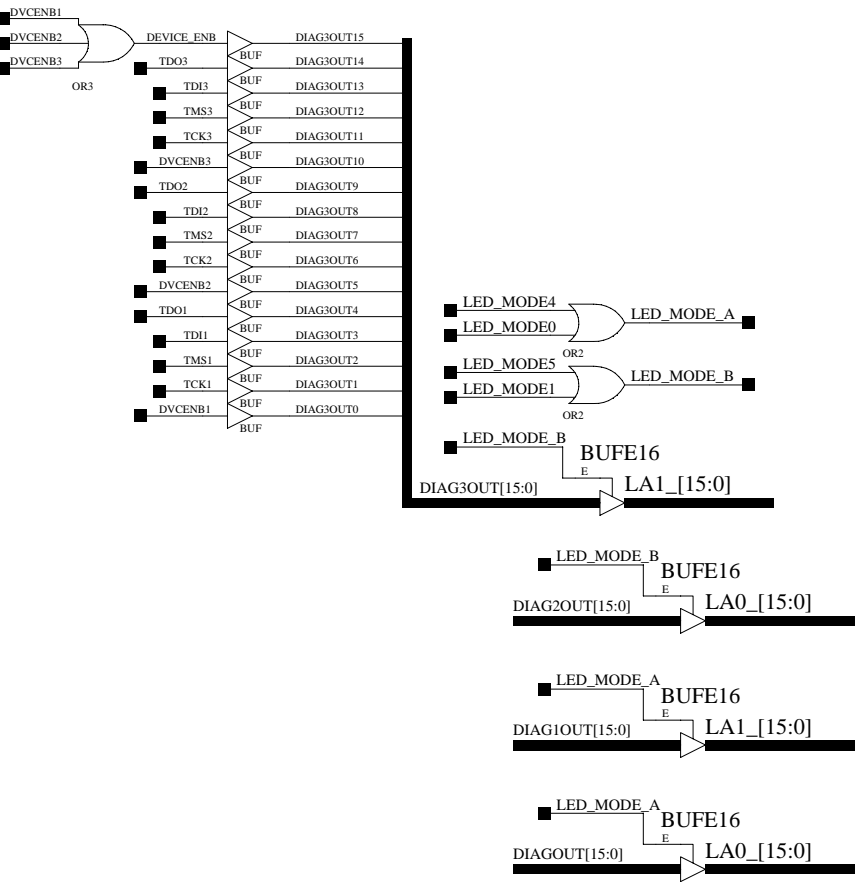 DVCENB1
DVCENB2 DEVICE_ENB DIAG3OUT15
DVCENB3 TDO3 BUF DIAG3OUT14
OR3 TDI3 BUF DIAG3OUT13
TMS3 BUF DIAG3OUT12
TCK3 BUF DIAG3OUT11
DVCENB3 BUF DIAG3OUT10
TDO2 BUF DIAG3OUT9
TDI2 BUF DIAG3OUT8
TMS2 BUF DIAG3OUT7
TCK2 BUF DIAG3OUT6
DVCENB2 BUF DIAG3OUT5
TDO1 BUF DIAG3OUT4
TDI1 BUF DIAG3OUT3
TMS1 BUF DIAG3OUT2
TCK1 BUF DIAG3OUT1
DVCENB1 BUF DIAG3OUT0
BUF
LED_MODE4
LED_MODE_A
LED_MODE0
OR2
LED_MODE5
LED_MODE_B
LED_MODE1
OR2
LED_MODE_B
BUFE16
E
DIAG3OUT[15:0] LA1_[15:0]
LED_MODE_B
BUFE16
E
DIAG2OUT[15:0] LA0_[15:0]
LED_MODE_A
BUFE16
E
DIAG1OUT[15:0] LA1_[15:0]
LED_MODE_A
BUFE16
E
DIAGOUT[15:0] LA0_[15:0]